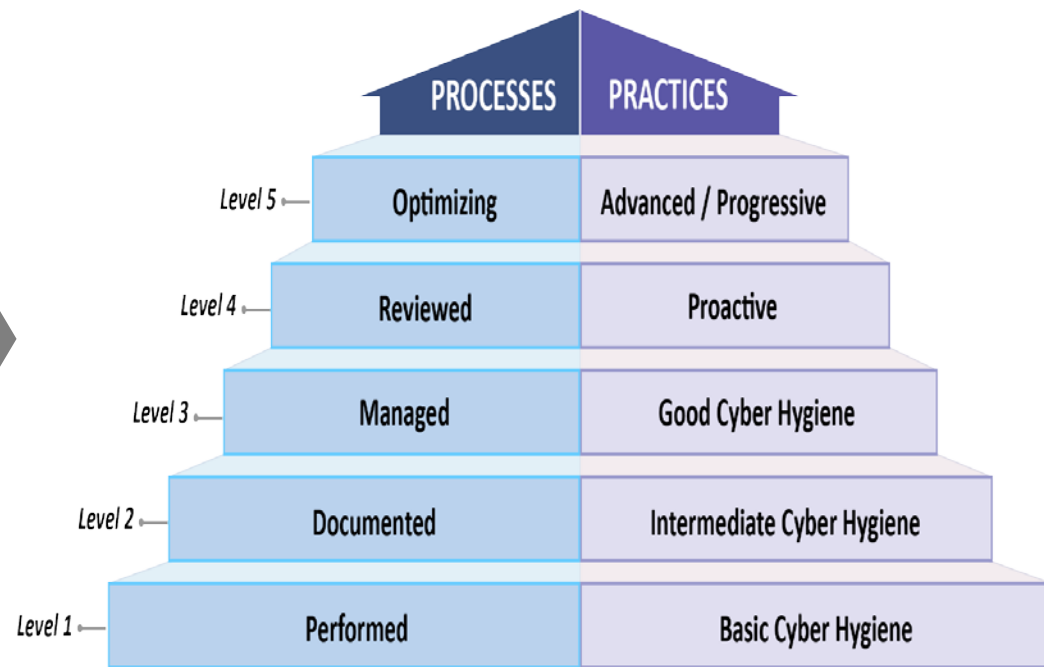 PROCESSES PRACTICES
Level 5 Optimizing Advanced / Progressive
Level 4 Reviewed Proactive
Level 3 Managed Good Cyber Hygiene
Level 2 Documented Intermediate Cyber Hygiene
Level 1 Performed Basic Cyber Hygiene